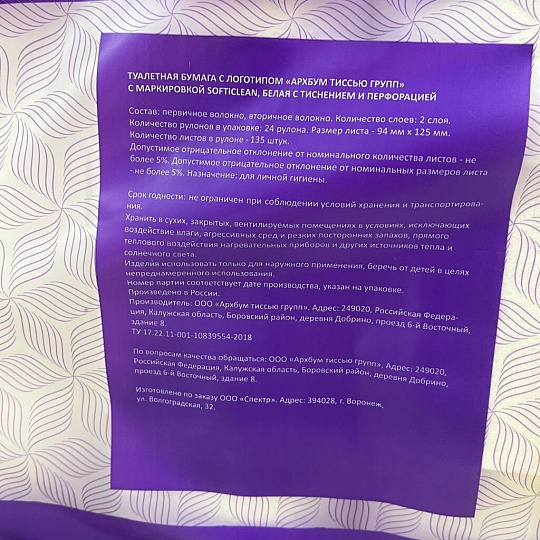 ТУАЛЕТНАЯ БУМАГА С ЛОГОТИПОМ «АРХБУМ ТИССЬЮ ГРУПП»
С МАРКИРОВКОЙ SOFTICLEAN, БЕЛАЯ С ТИСНЕНИЕМ И ПЕРФОРАЦИЕЙ
Состав: первичное волокно, вторичное волокно. Количество слоев: 2 слоя.
Количество рулонов в упаковке: 24 рулона. Размер листа - 94 мм х 125 мм.
Количество листов в рулоне - 135 штук.
Допустимое отрицательное отклонение от номинального количества листов - не
более 5%. Допустимое отрицательное отклонение от номинальных размеров листа
- не более 5%. Назначение: для личной гигиены.
Срок годности: не ограничен при соблюдении условий хранения и транспортирова-
ния.
Хранить в сухих, закрытых, вентилируемых помещениях в условиях, исключающих
воздействие влаги, агрессивных сред и резких посторонних запахов, прямого
теплового воздействия нагревательных приборов и других источников тепла и
солнечного света.
Изделия использовать только для наружного применения, беречь от детей в целях
непреднамеренного использования.
Номер партии соответствует дате производства, указан на упаковке.
Произведено в России.
Производитель: ООО «Архбум тиссью групп». Адрес: 249020, Российская Федера-
ция, Калужская область, Боровский район, деревня Добрино, проезд 6-й Восточный,
здание 8.
ТУ 17.22.11-001-10839554-2018
По вопросам качества обращаться: ООО «Архбум тиссью групп». Адрес: 249020,
Российская Федерация, Калужская область, Боровский район, деревня Добрино,
проезд 6-й Восточный, здание 8.
Изготовлено по заказу ООО «Спектр». Адрес: 394028, г. Воронеж,
ул. Волгоградская, 32.